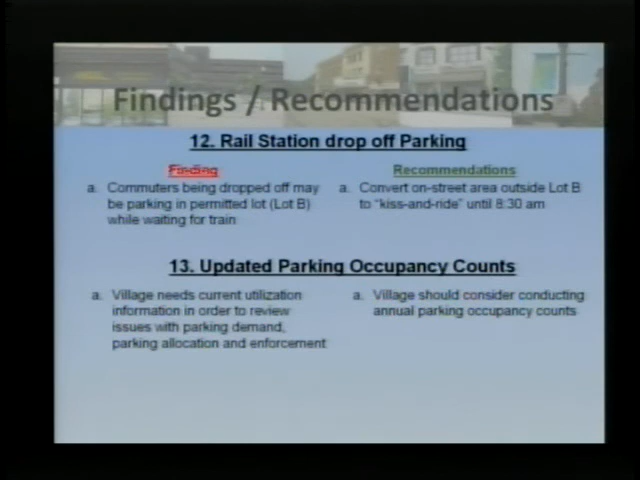 Findings / Recommendations
12. Rail Station drop off Parking
Finding
a. Commuters being dropped off may
be parking in permitted lot (Lot B)
while waiting for train
Recommendations
a. Convert on-street area outside Lot B
to "kiss-and-ride" until 8:30 am
13. Updated Parking Occupancy Counts
a. Village needs current utilization
information in order to review
issues with parking demand,
parking allocation and enforcement
a. Village should consider conducting
annual parking occupancy counts